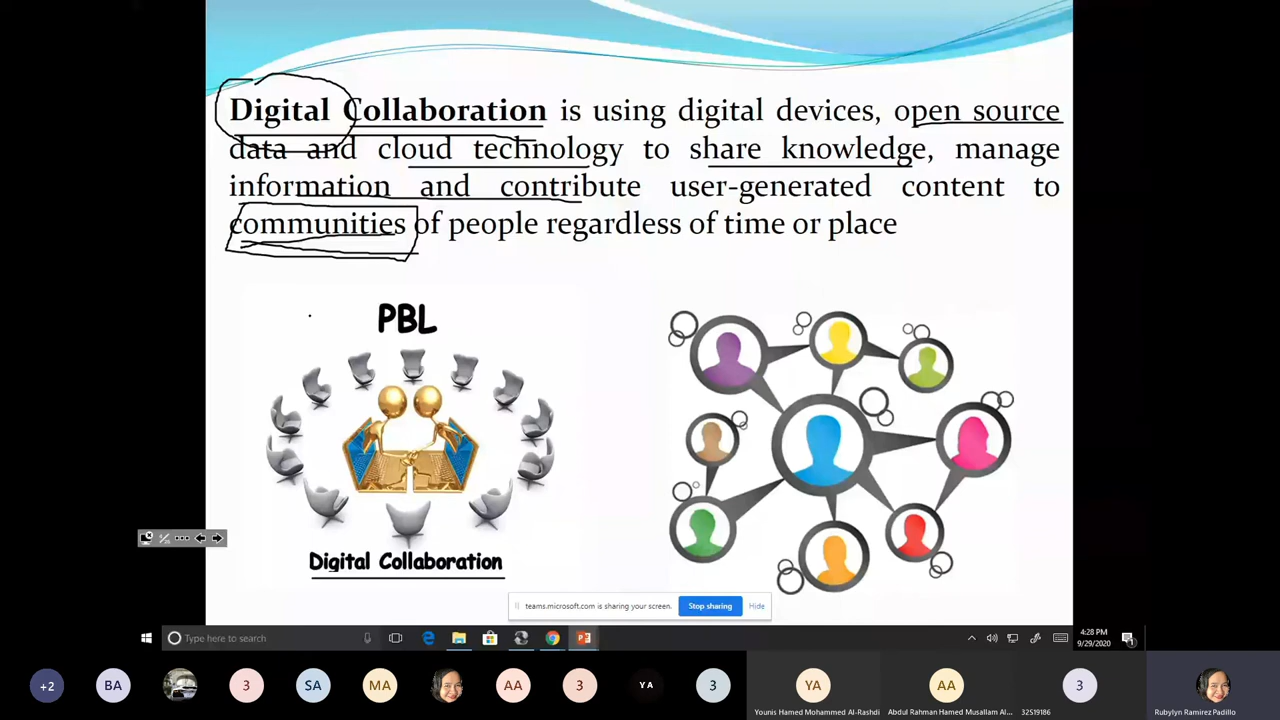 Digital Collaboration is using digital devices, open source
data and cloud technology to share knowledge, manage
information and contribute user-generated content to
communities of people regardless of time or place
PBL
Digital Collaboration
teams.microsoft.com is sharing your screen.
Stop sharing
Hide
Type here to search
4:28 PM
9/29/2020
+2
BA
3
SA
MA
AA
3
YA
3
YA
AA
3
Younis Hamed Mohammed Al-Rashdi
Abdul Rahman Hamed Musallam Al...
32S19186
Rubylyn Ramirez Padillo